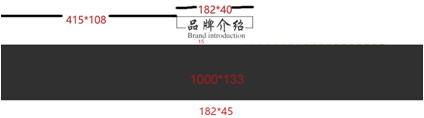 182*40
415*108
品牌介绍
Brand introduction
15
1000*133
182*45